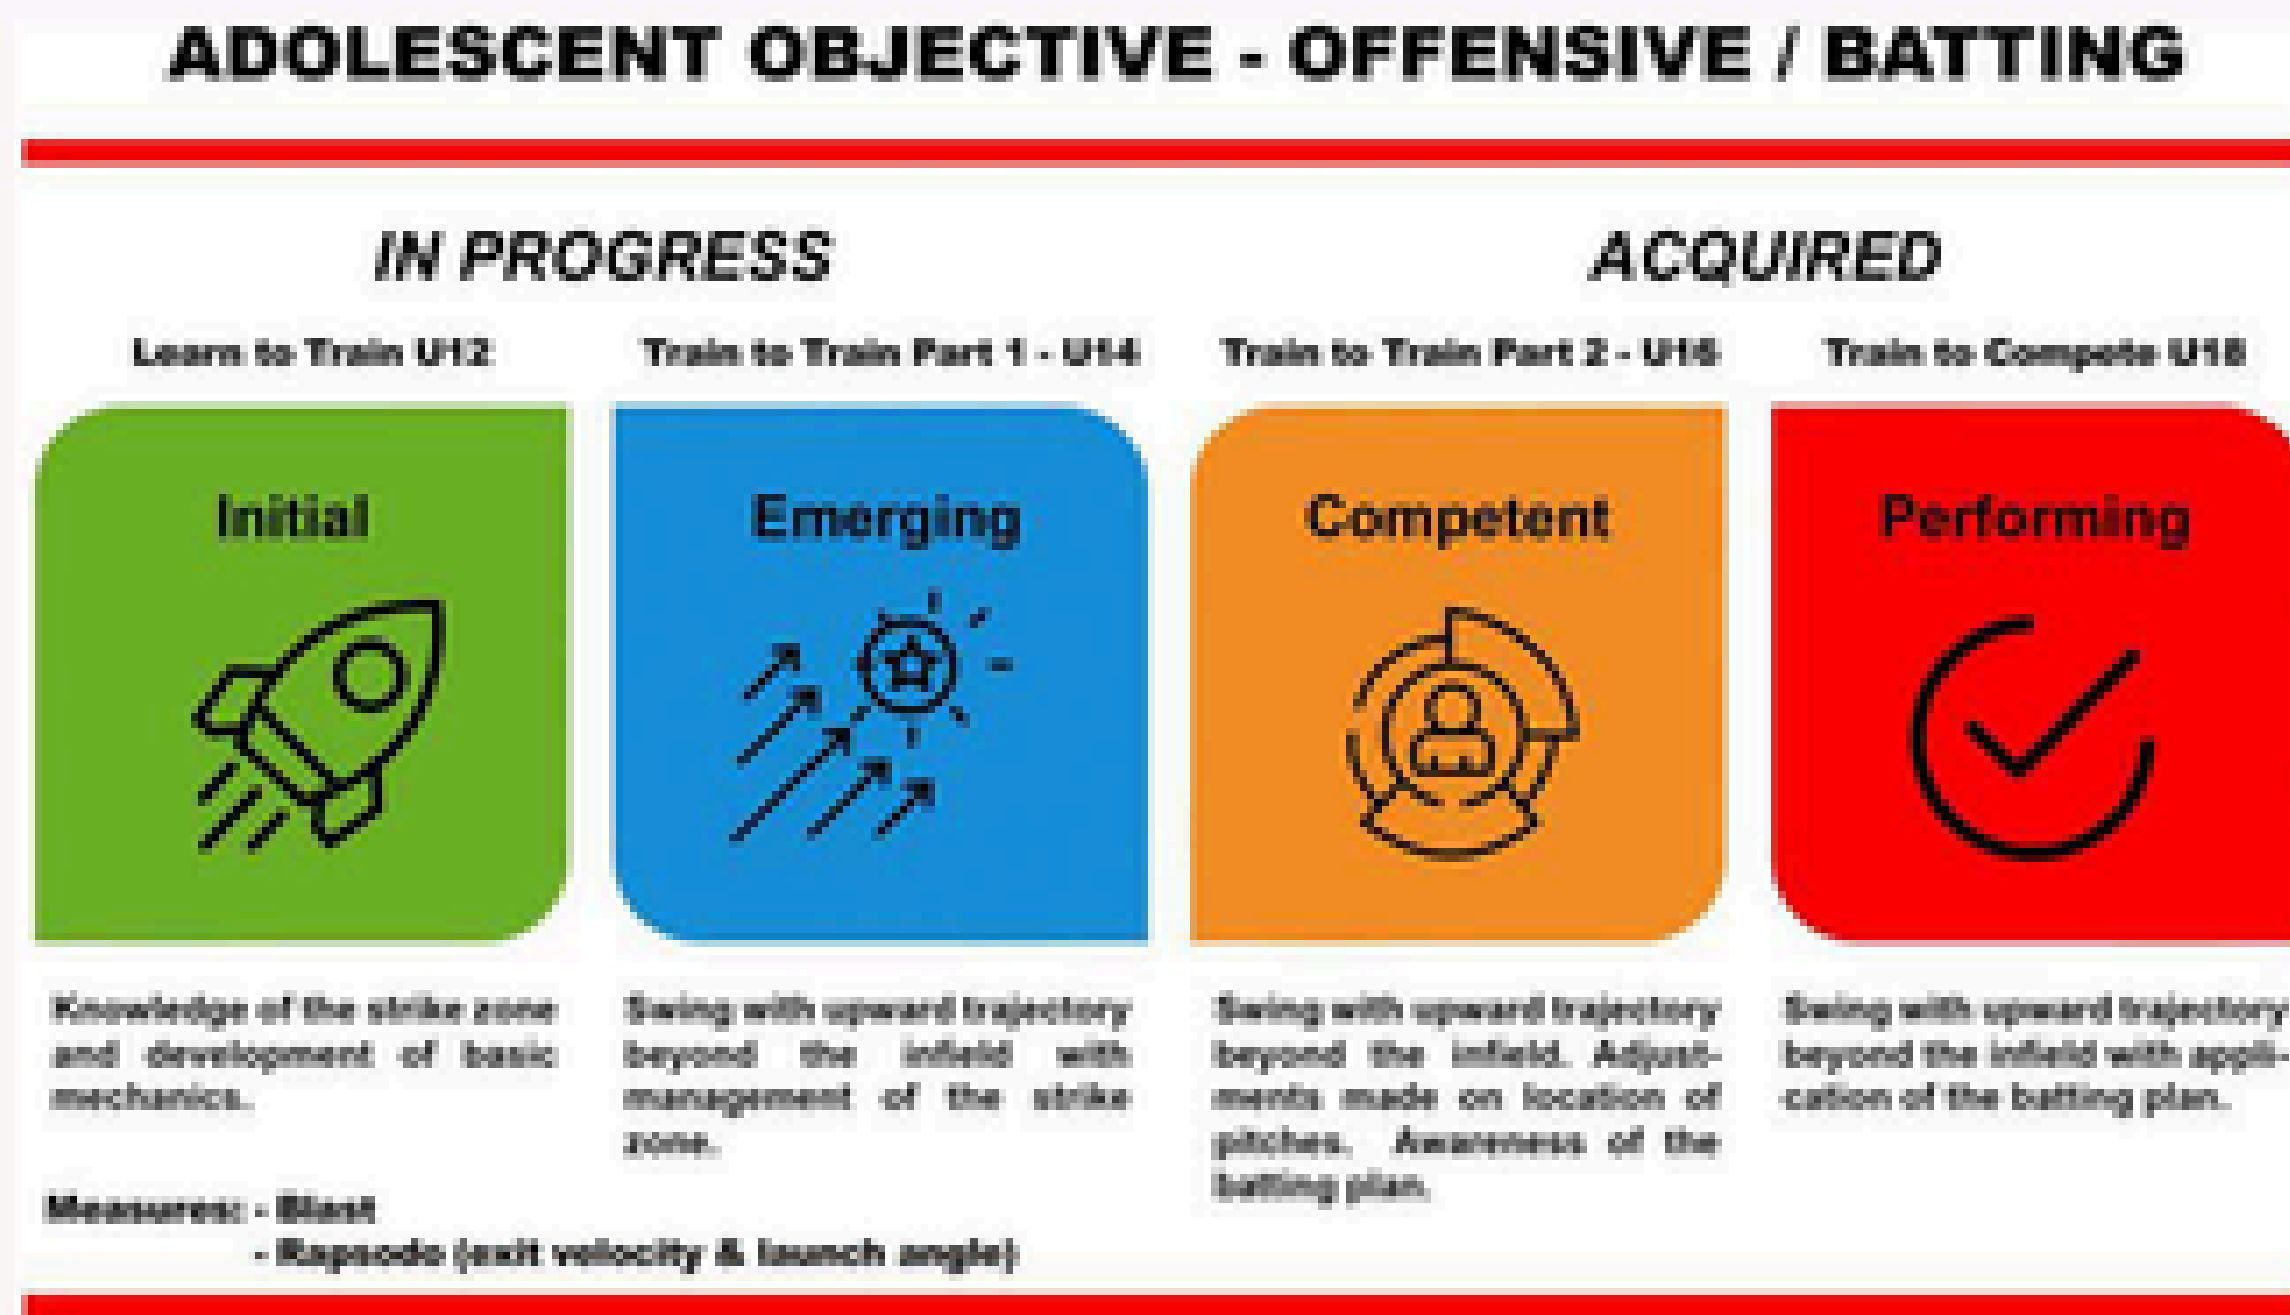 ADOLESCENT OBJECTIVE - OFFENSIVE / BATTING
IN PROGRESS
ACQUIRED
Learn to Train U12
Train to Train Part 1 - U14
Train to Train Part 2 - U16
Train to Compete U18
Initial
Emerging
Competent
Performing
Knowledge of the strike zone
and development of basic
mechanics.
Swing with upward trajectory
beyond the infield with
management of the strike
zone.
Swing with upward trajectory
beyond the infield. Adjust-
ments made on location of
pitches. Awareness of the
batting plan.
Swing with upward trajectory
beyond the infield with appli-
cation of the batting plan.
Measures: - Blast
- Rapsodo (exit velocity & launch angle)